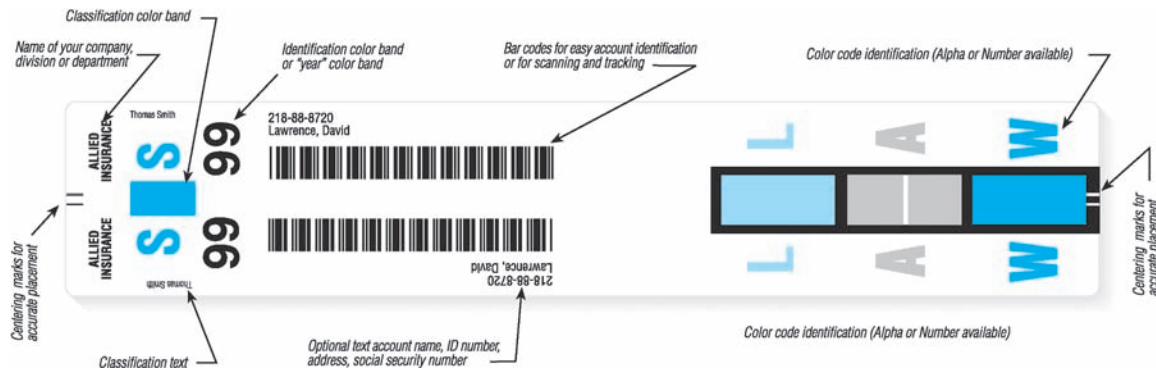 Classification color band
Name of your company,
division or department
Identification color band
or "year" color band
Bar codes for easy account identification
or for scanning and tracking
Color code identification (Alpha or Number available)
ALLIED
INSURANCE
Thomas Smith
S
99
218-88-8720
Lawrence, David
L
A
W
ALLIED
INSURANCE
Thomas Smith
S
99
218-88-8720
Lawrence, David
L
A
W
Centering marks for
accurate placement
Centering marks for
accurate placement
Classification text
Optional text account name, ID number,
address, social security number
Color code identification (Alpha or Number available)